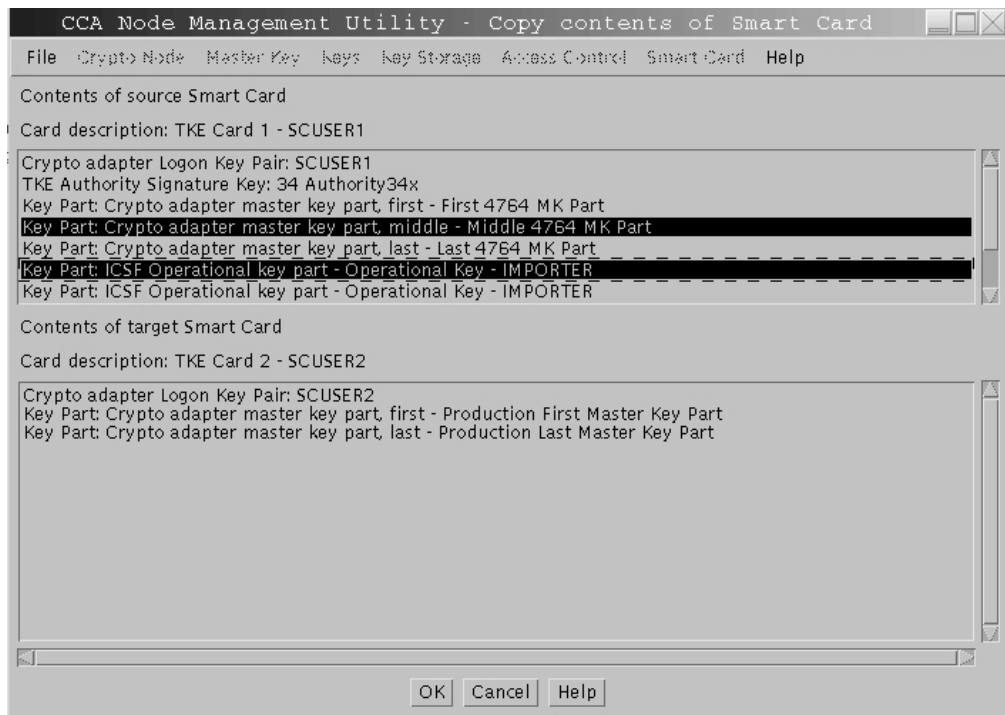 CCA Node Management Utility - Copy contents of Smart Card
File Crypto Node Master Key Keys Key Storage Access Control Smart Card Help
Contents of source Smart Card
Card description: TKE Card 1 - SCUSER1
Crypto adapter Logon Key Pair: SCUSER1
TKE Authority Signature Key: 34 Authority34x
Key Part: Crypto adapter master key part, first - First 4764 MK Part
Key Part: Crypto adapter master key part, middle - Middle 4764 MK Part
Key Part: Crypto adapter master key part, last - Last 4764 MK Part
Key Part: ICSF Operational key part - Operational Key - IMPORTER
Key Part: ICSF Operational key part - Operational Key - IMPORTER
Contents of target Smart Card
Card description: TKE Card 2 - SCUSER2
Crypto adapter Logon Key Pair: SCUSER2
Key Part: Crypto adapter master key part, first - Production First Master Key Part
Key Part: Crypto adapter master key part, last - Production Last Master Key Part
OK Cancel Help